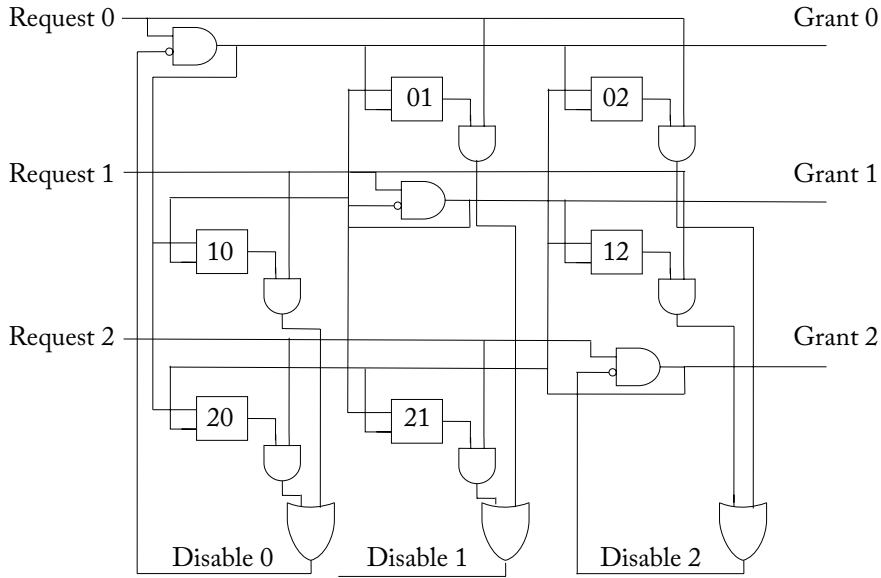 Request 0 Grant 0
01 02
Request 1 Grant 1
10 12
Request 2 Grant 2
20 21
Disable 0 Disable 1 Disable 2